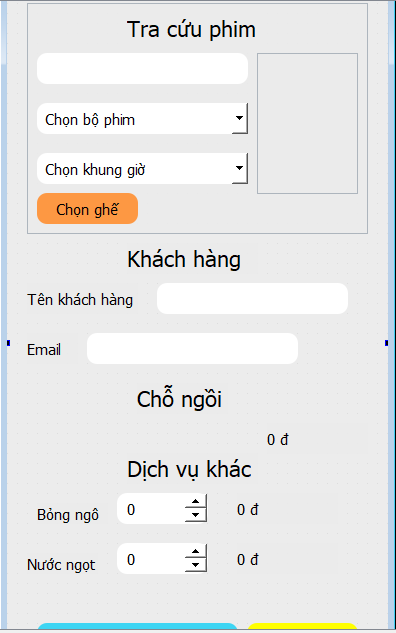 Tra cứu phim
Chọn bộ phim
Chọn khung giờ
Chọn ghế
Khách hàng
Tên khách hàng
Email
Chỗ ngồi
0 đ
Dịch vụ khác
Bỏng ngô 0 0 đ
Nước ngọt 0 0 đ